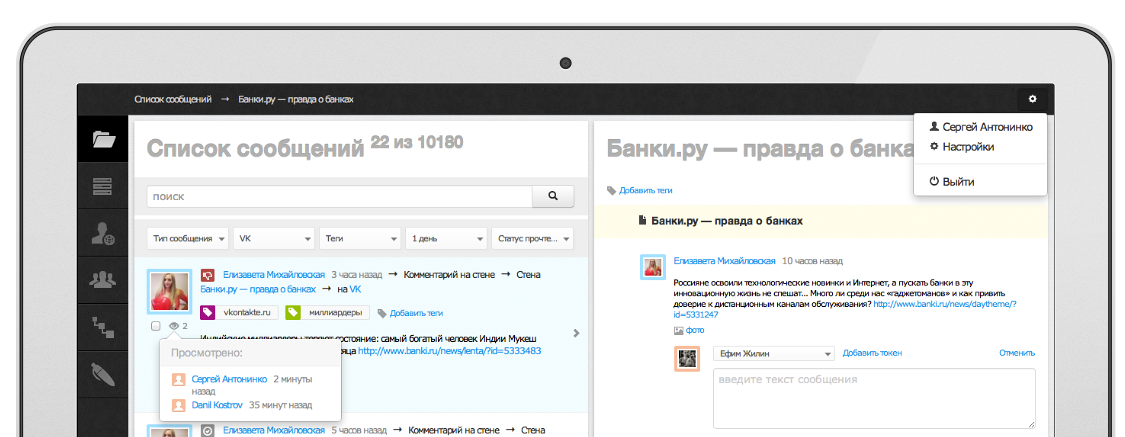 Список сообщений → Банки.ру — правда о банках
Сергей Антонинко
Настройки
Выйти
Список сообщений 22 из 10180
поиск
Тип сообщения VK Теги 1 день Статус прочте...
Елизавета Михайловская 3 часа назад → Комментарий на стене → Стена
Банки.ру — правда о банках → на VK
vkontakte.ru миллиардеры Добавить теги
2
состояние: самый богатый человек Индии Мукеш
http://www.banki.ru/news/lenta/?id=5333483
Просмотрено:
Сергей Антонинко 2 минуты
назад
Danil Kostrov 35 минут назад
Елизавета Михайловская 5 часов назад → Комментарий на стене → Стена
Банки.ру — правда о банка
Добавить теги
Банки.ру — правда о банках
Елизавета Михайловская 10 часов назад
Россияне освоили технологические новинки и Интернет, а пускать банки в эту
инновационную жизнь не спешат... Много ли среди нас «гаджетоманов» и как привить
доверие к дистанционным каналам обслуживания? http://www.banki.ru/news/daytheme/?
id=5331247
фото
Ефим Жилин Добавить токен Отменить
введите текст сообщения